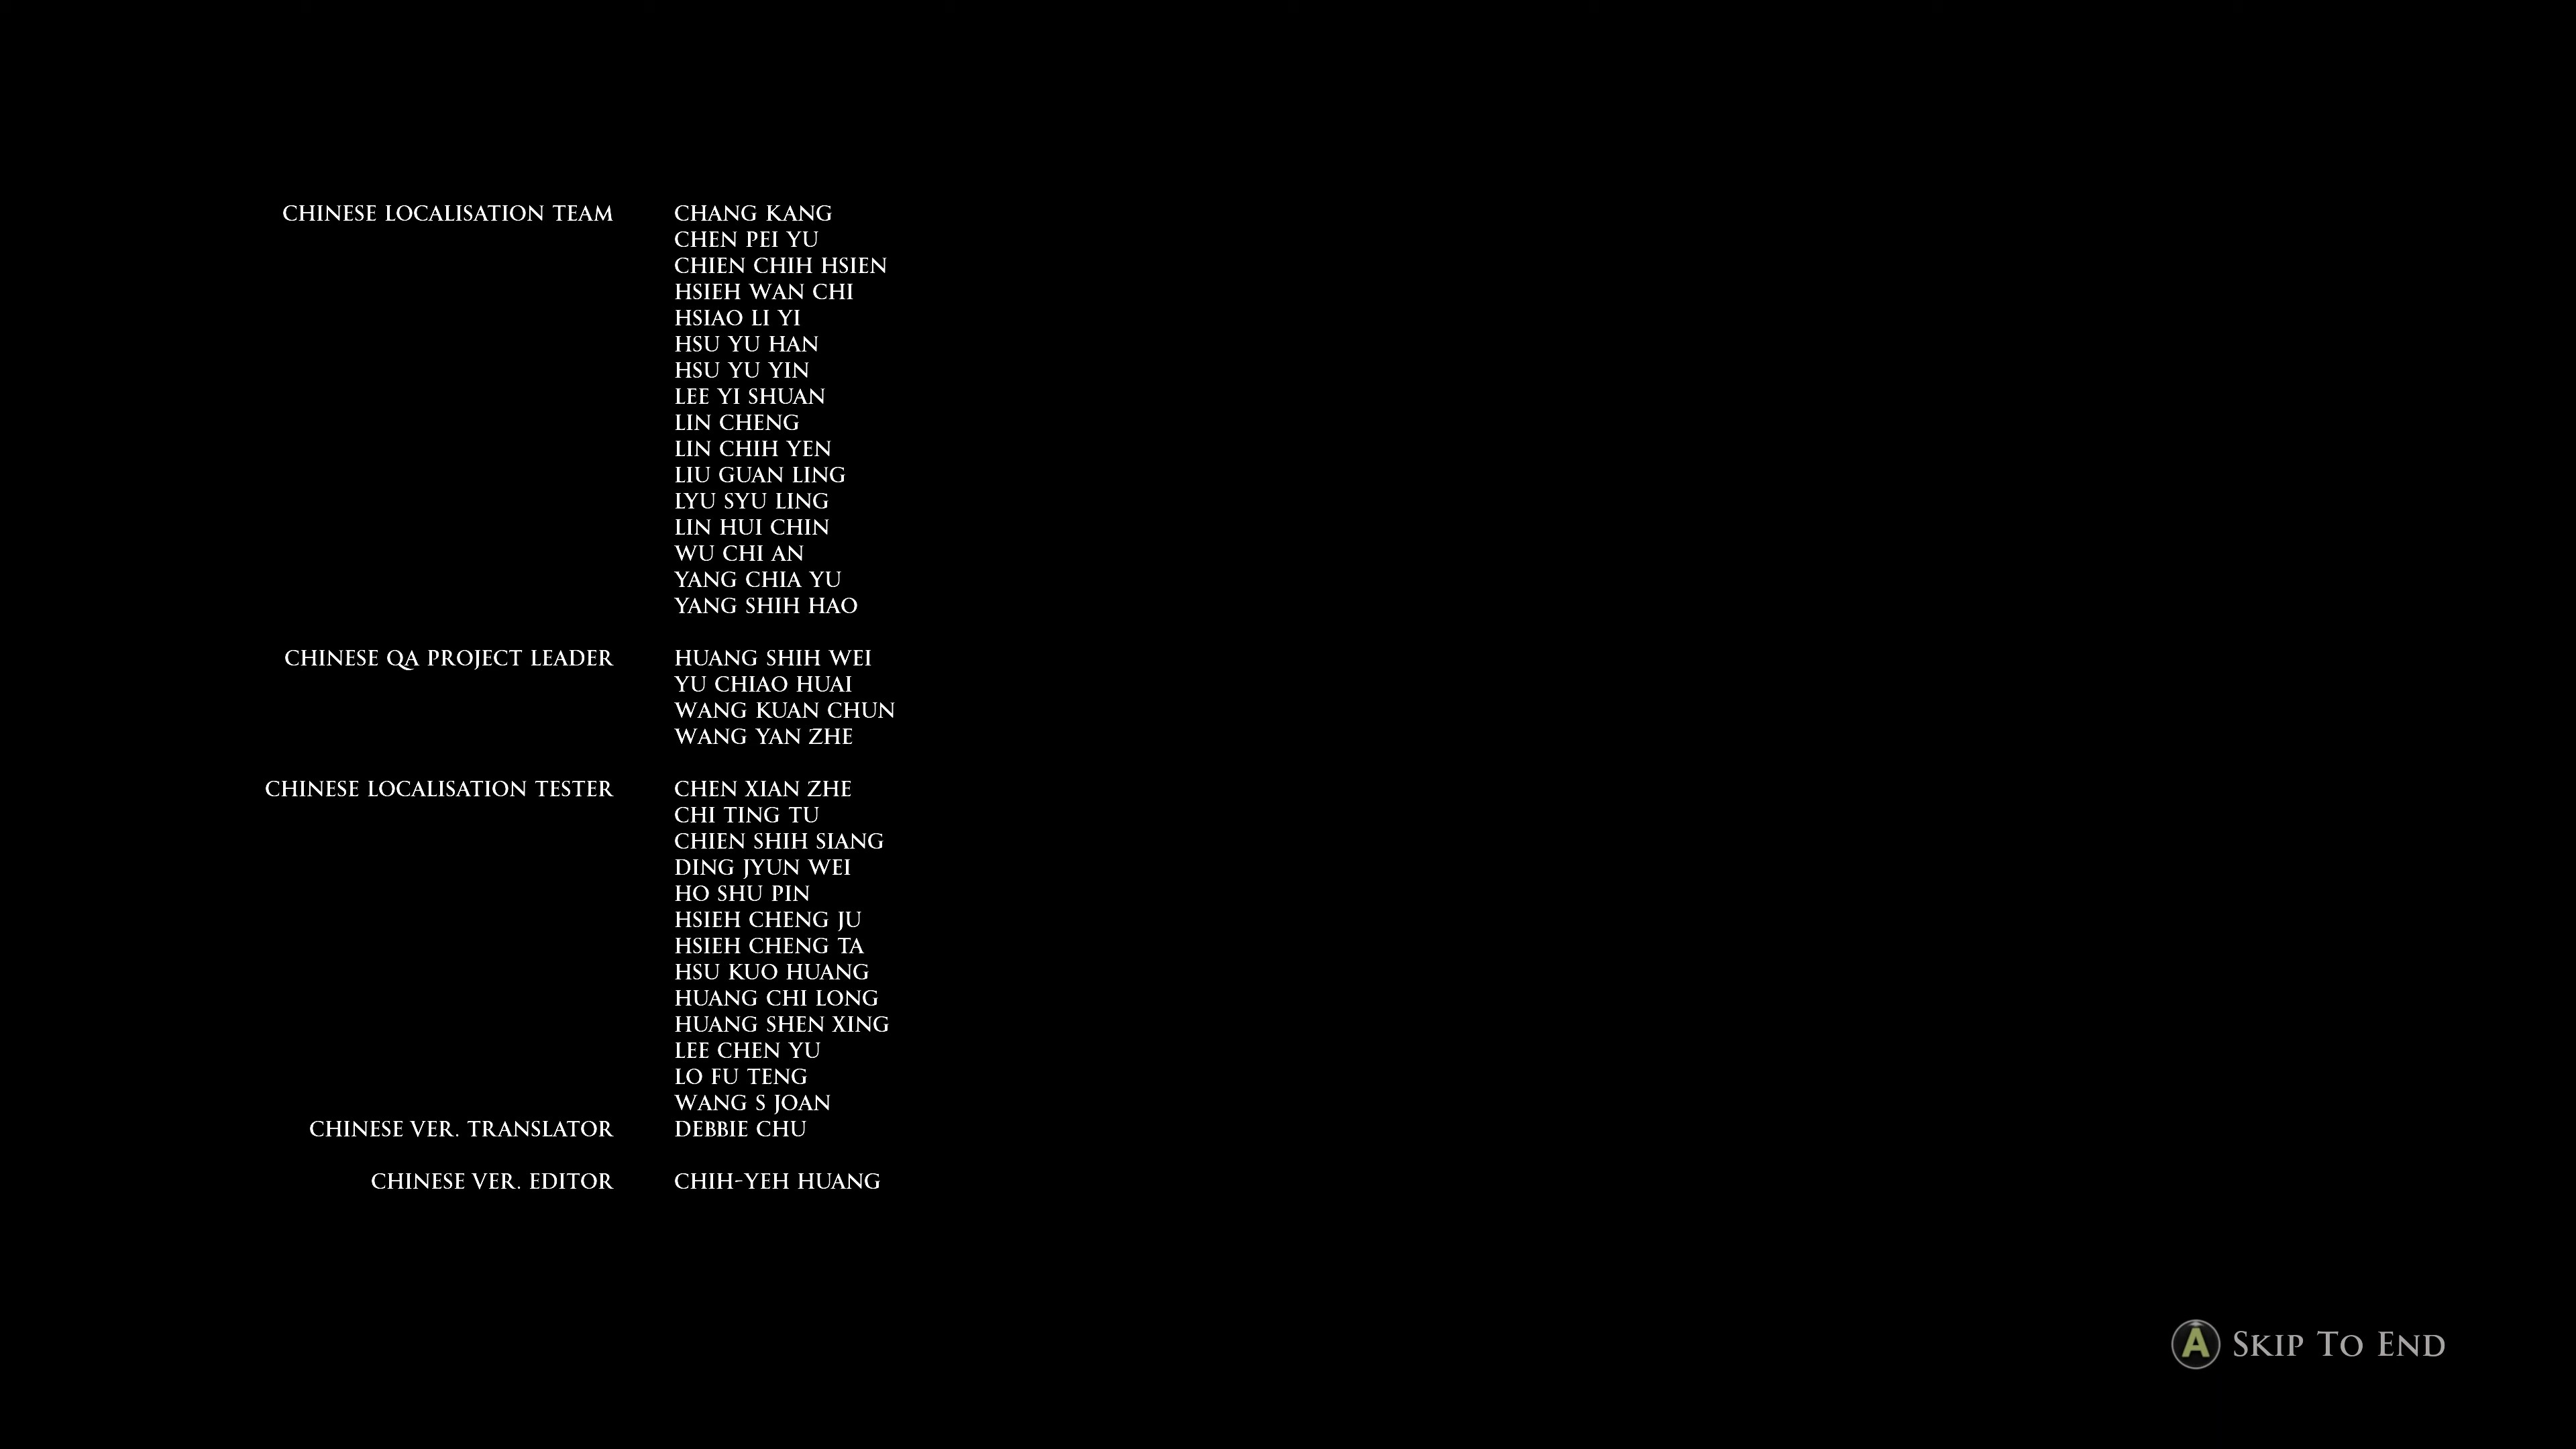 CHINESE LOCALISATION TEAM CHANG KANG
CHEN PEI YU
CHIEN CHIH HSIEN
HSIEH WAN CHI
HSIAO LI YI
HSU YU HAN
HSU YU YIN
LEE YI SHUAN
LIN CHENG
LIN CHIH YEN
LIU GUAN LING
LYU SYU LING
LIN HUI CHIN
WU CHI AN
YANG CHIA YU
YANG SHIH HAO
CHINESE QA PROJECT LEADER HUANG SHIH WEI
YU CHIAO HUAI
WANG KUAN CHUN
WANG YAN ZHE
CHINESE LOCALISATION TESTER CHEN XIAN ZHE
CHI TING TU
CHIEN SHIH SIANG
DING JYUN WEI
HO SHU PIN
HSIEH CHENG JU
HSIEH CHENG TA
HSU KUO HUANG
HUANG CHI LONG
HUANG SHEN XING
LEE CHEN YU
LO FU TENG
WANG S JOAN
CHINESE VER. TRANSLATOR DEBBIE CHU
CHINESE VER. EDITOR CHIH-YEH HUANG
A SKIP TO END